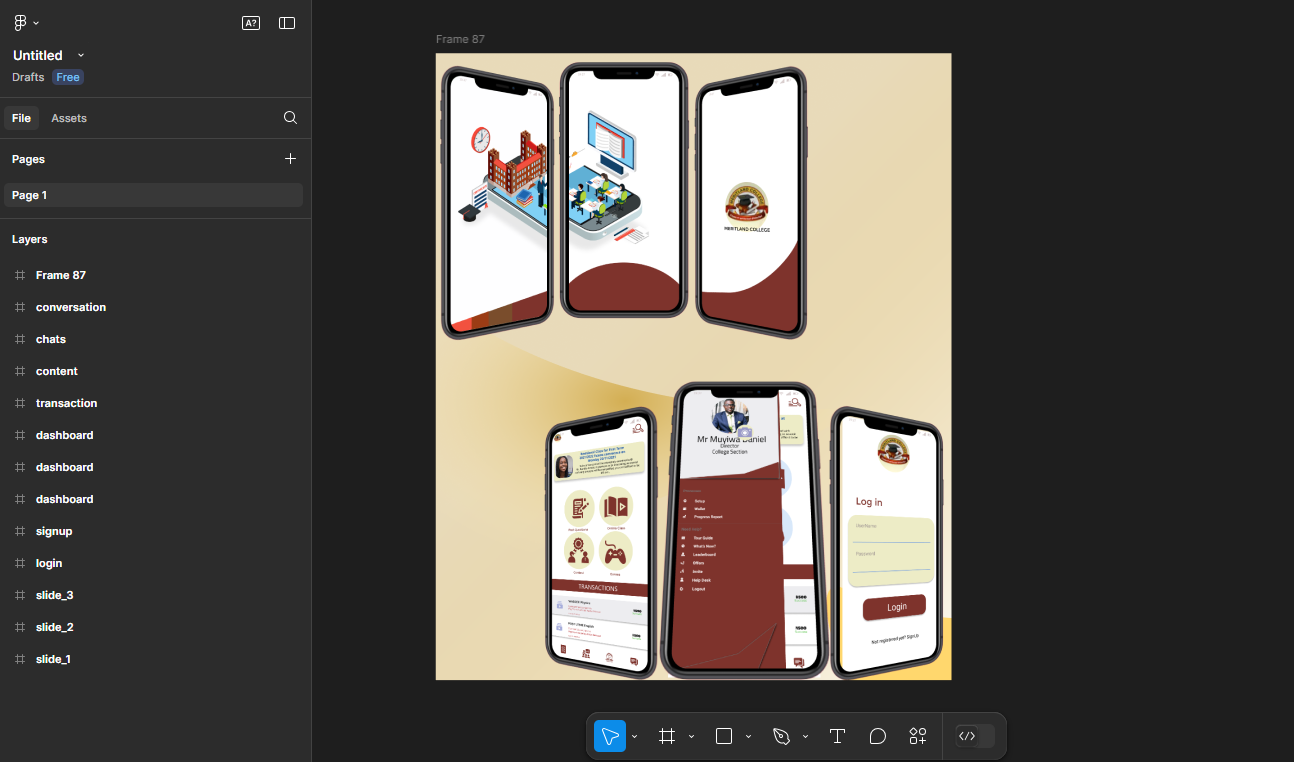 A?
Untitled
Drafts Free
File Assets
Pages
Page 1
Layers
Frame 87
conversation
chats
content
transaction
dashboard
dashboard
dashboard
signup
login
slide_3
slide_2
slide_1
Frame 87
MERITLAND COLLEGE
TRANSACTIONS
Mr Muyiwa Daniel
Director
College Section
Setup
Wallet
Progress Report
Tour Guide
What's New?
Leaderboard
Offers
Invite
Help Desk
Logout
Log in
Username
Password
Login
Not registered yet? Sign Up